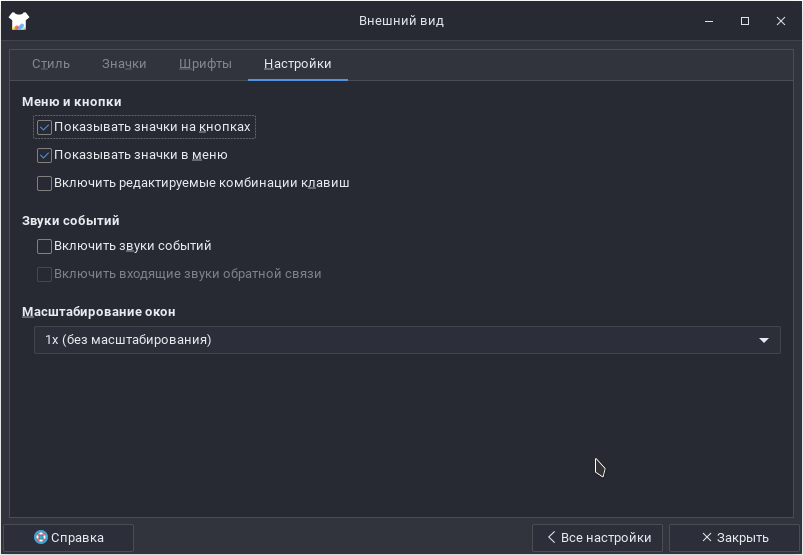 Внешний вид
Стиль Значки Шрифты Настройки
Меню и кнопки
Показывать значки на кнопках
Показывать значки в меню
Включить редактируемые комбинации клавиш
Звуки событий
Включить звуки событий
Включить входящие звуки обратной связи
Масштабирование окон
1x (без масштабирования)
Справка Все настройки Закрыть